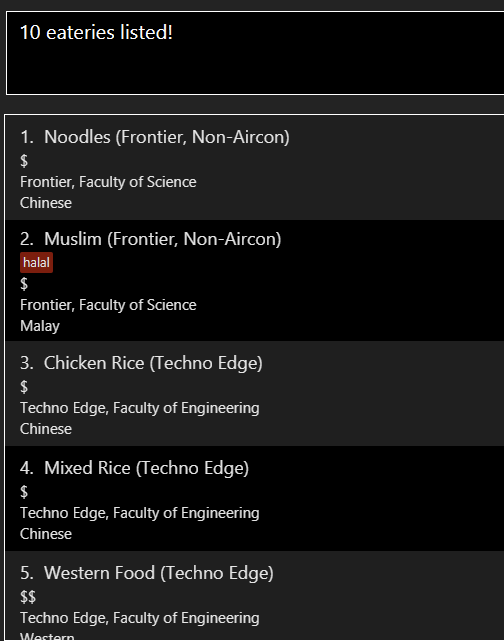 10 eateries listed!
1. Noodles (Frontier, Non-Aircon)
$
Frontier, Faculty of Science
Chinese
2. Muslim (Frontier, Non-Aircon)
halal
$
Frontier, Faculty of Science
Malay
3. Chicken Rice (Techno Edge)
$
Techno Edge, Faculty of Engineering
Chinese
4. Mixed Rice (Techno Edge)
$
Techno Edge, Faculty of Engineering
Chinese
5. Western Food (Techno Edge)
$$
Techno Edge, Faculty of Engineering
Western